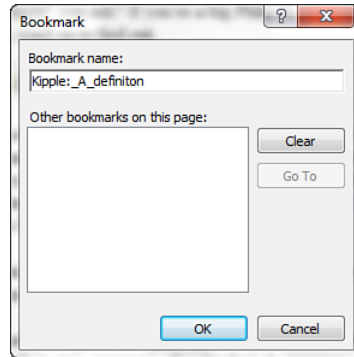 Bookmark
Bookmark name:
Kipple:_A_definiton
Other bookmarks on this page:
Clear
Go To
OK
Cancel